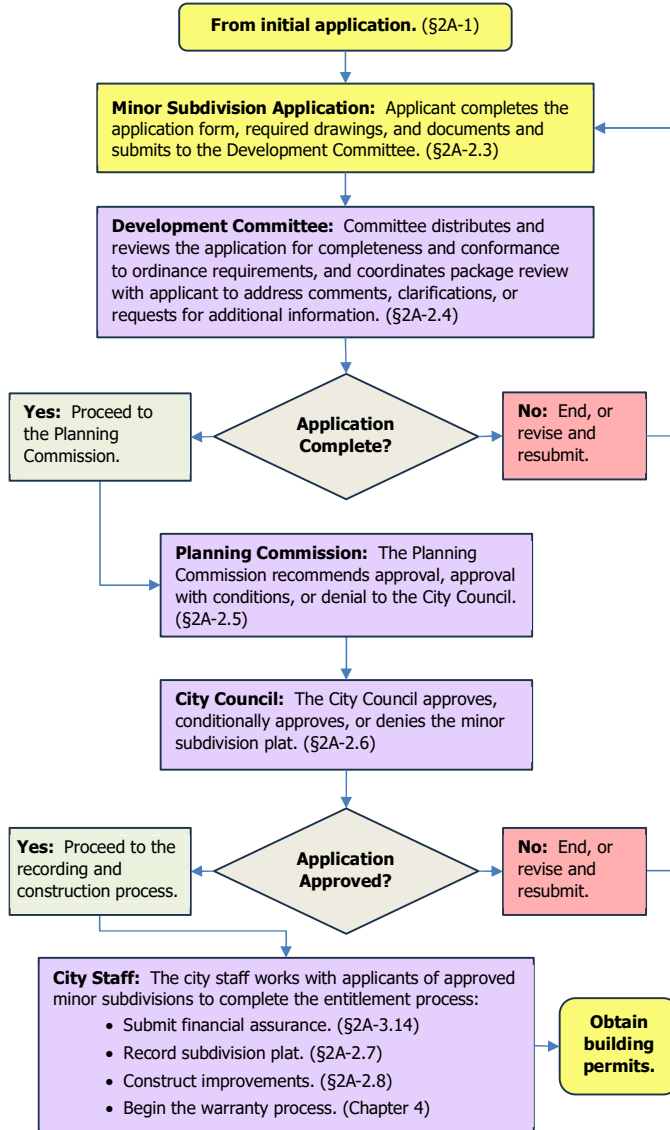 From initial application. (§2A-1)
Minor Subdivision Application:  Applicant completes the
application form, required drawings, and documents and
submits to the Development Committee. (§2A-2.3)
Development Committee:  Committee distributes and
reviews the application for completeness and conformance
to ordinance requirements, and coordinates package review
with applicant to address comments, clarifications, or
requests for additional information. (§2A-2.4)
Yes:  Proceed to
the Planning
Commission.
Application
Complete?
No:  End, or
revise and
resubmit.
Planning Commission:  The Planning
Commission recommends approval, approval
with conditions, or denial to the City Council.
(§2A-2.5)
City Council:  The City Council approves,
conditionally approves, or denies the minor
subdivision plat. (§2A-2.6)
Yes:  Proceed to the
recording and
construction process.
Application
Approved?
No:  End, or
revise and
resubmit.
City Staff:  The city staff works with applicants of approved
minor subdivisions to complete the entitlement process:
• Submit financial assurance. (§2A-3.14)
• Record subdivision plat. (§2A-2.7)
• Construct improvements. (§2A-2.8)
• Begin the warranty process. (Chapter 4)
Obtain
building
permits.